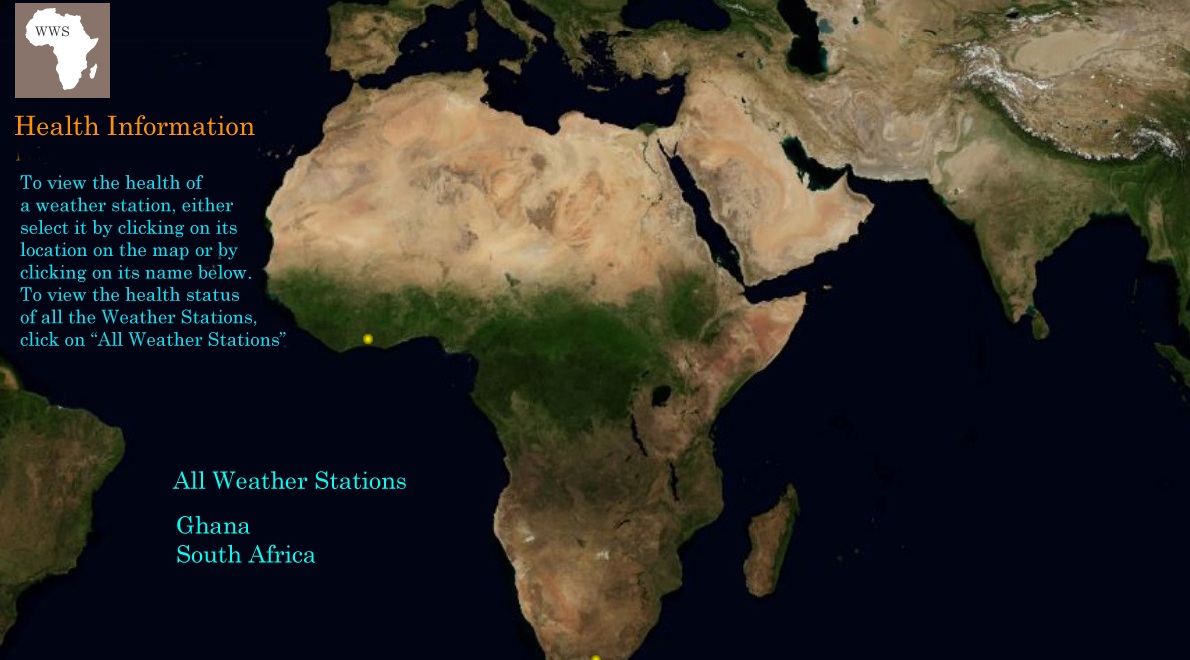 WWS
Health Information
To view the health of
a weather station, either
select it by clicking on its
location on the map or by
clicking on its name below.
To view the health status
of all the Weather Stations,
click on “All Weather Stations”
All Weather Stations
Ghana
South Africa